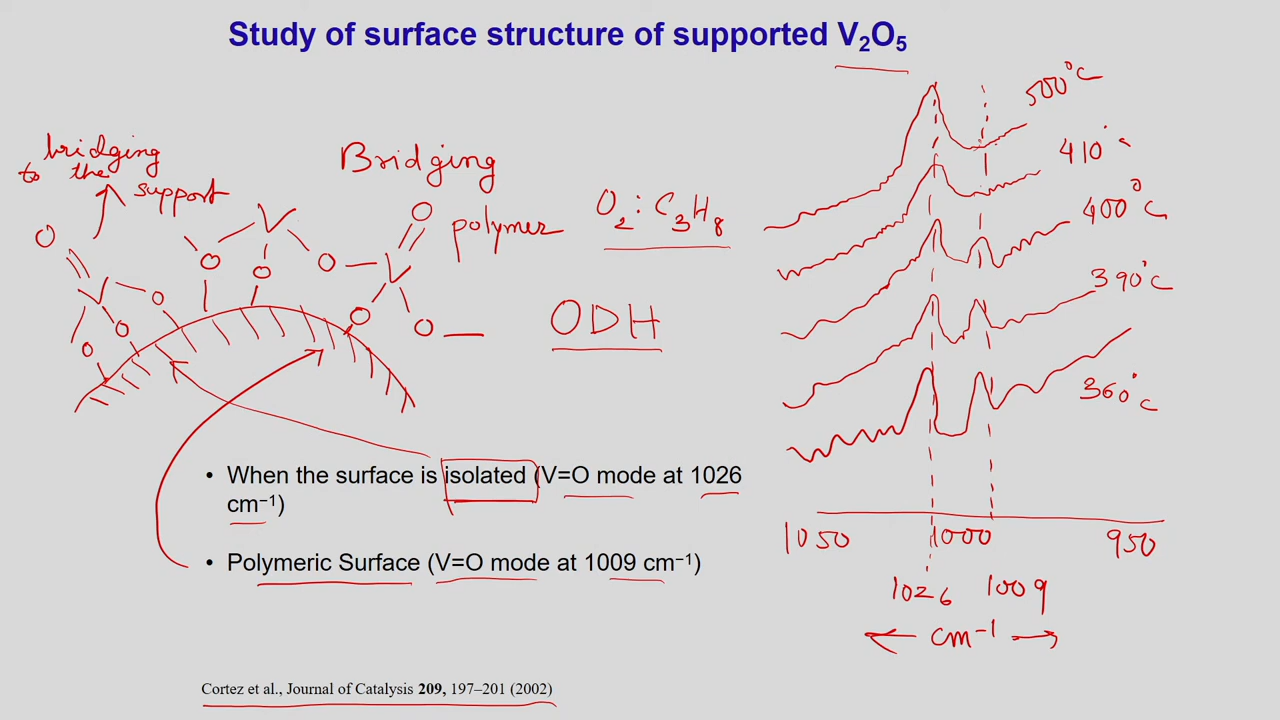 Study of surface structure of supported V₂O₅
bridging
to the
support
Bridging
polymer
O₂ : C₃H₈
ODH
O
V
O
O
O
O
V
O
O
O
V
O
O
500°C
410°C
400°C
390°C
360°C
• When the surface is isolated (V=O mode at 1026
cm⁻¹)
• Polymeric Surface (V=O mode at 1009 cm⁻¹)
1050 1000 950
1026 1009
cm⁻¹
Cortez et al., Journal of Catalysis 209, 197–201 (2002)